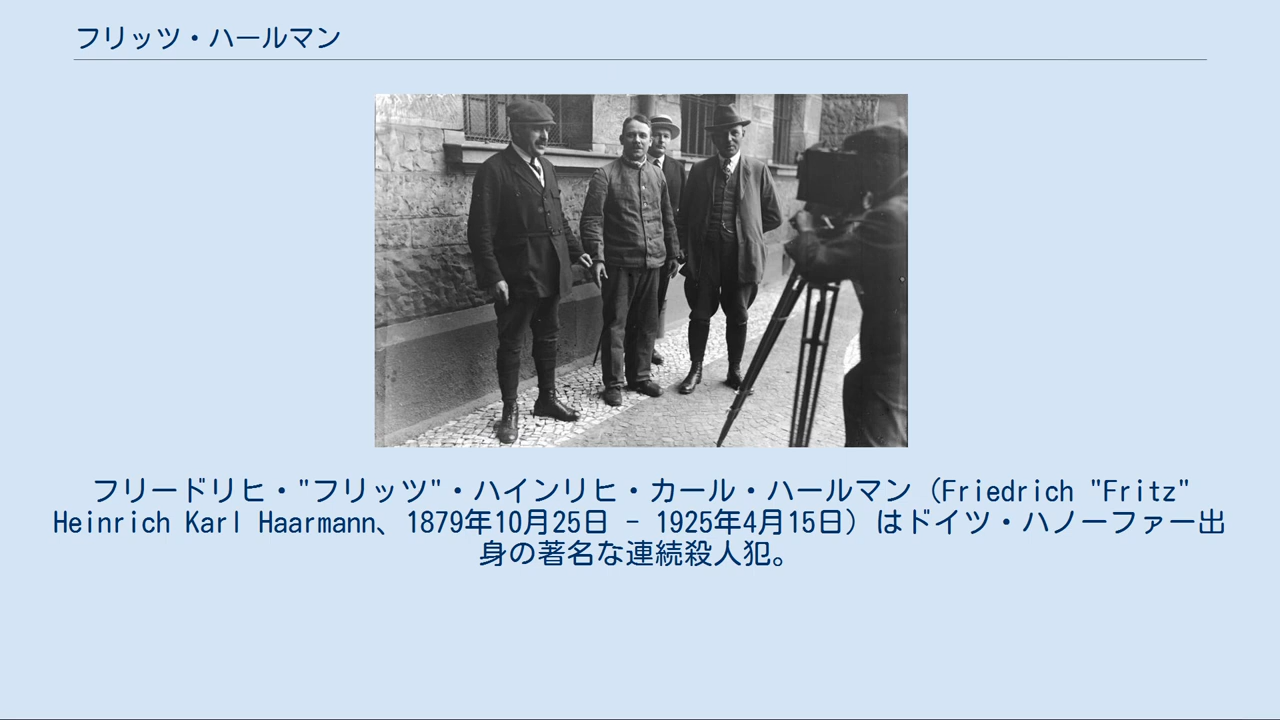 フリッツ・ハールマン
フリードリヒ・"フリッツ"・ハインリヒ・カール・ハールマン（Friedrich "Fritz"
Heinrich Karl Haarmann、1879年10月25日 - 1925年4月15日）はドイツ・ハノーファー出
身の著名な連続殺人犯。